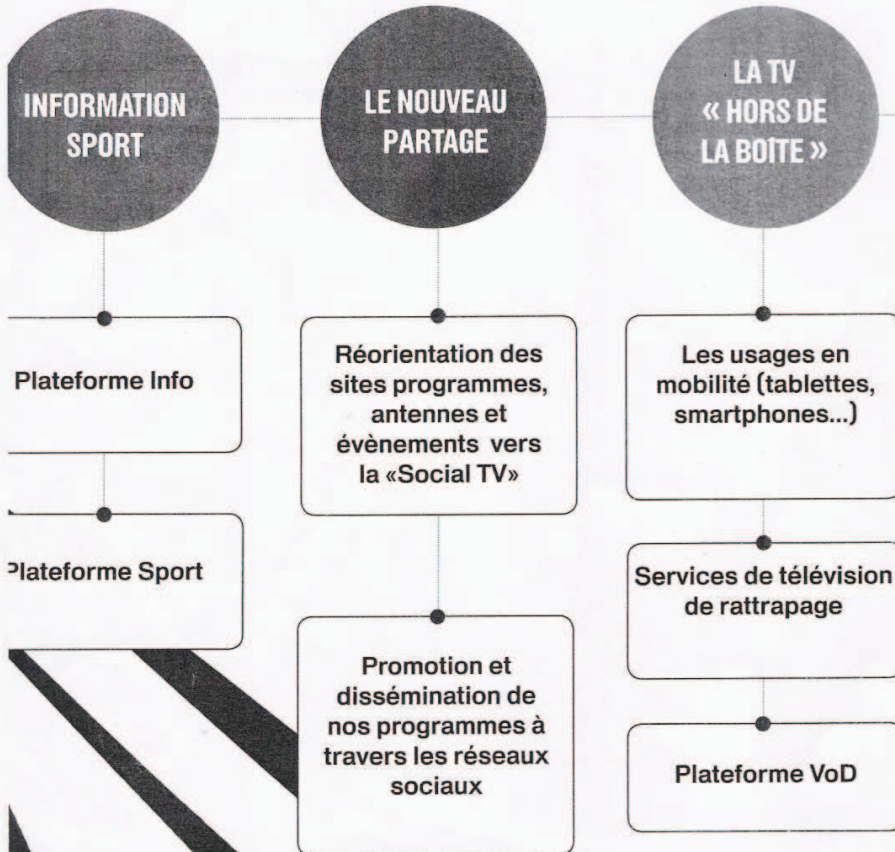 INFORMATION
SPORT
Plateforme Info
Plateforme Sport
LE NOUVEAU
PARTAGE
Réorientation des
sites programmes,
antennes et
évènements vers
la «Social TV»
Promotion et
dissémination de
nos programmes à
travers les réseaux
sociaux
LA TV
« HORS DE
LA BOÎTE »
Les usages en
mobilité (tablettes,
smartphones...)
Services de télévision
de rattrapage
Plateforme VoD